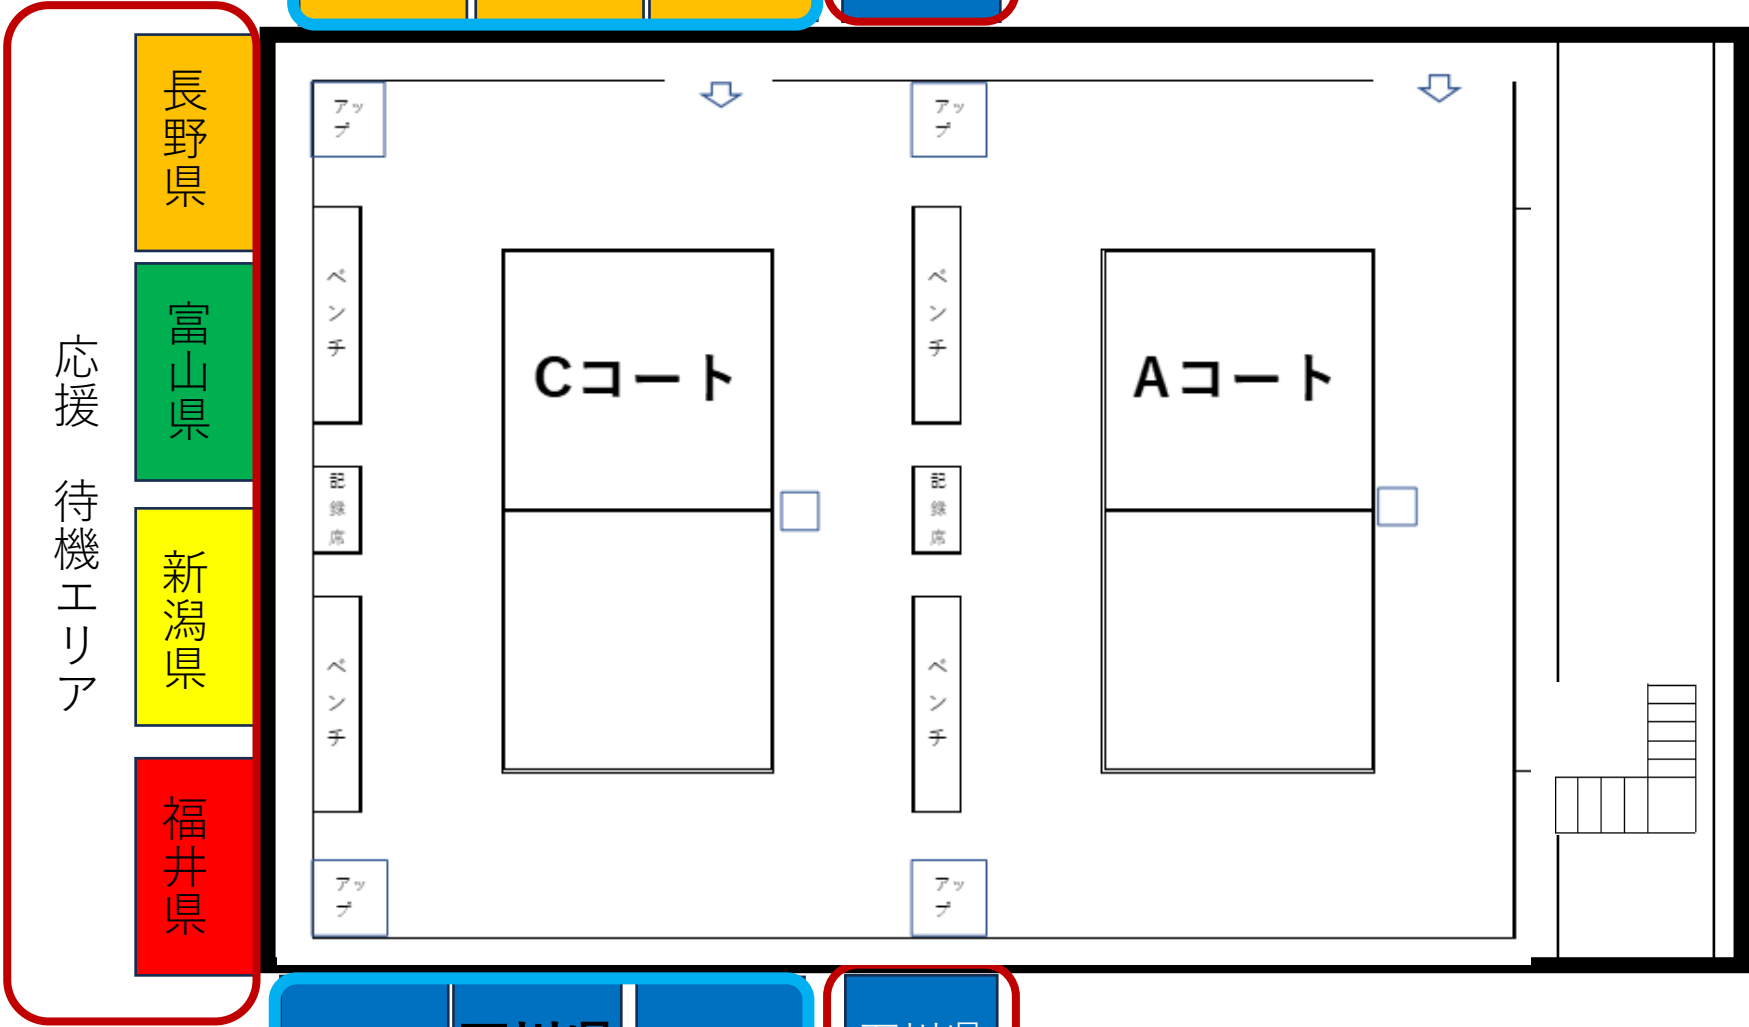 長野県
富山県
新潟県
福井県
応援　待機エリア
アッ
プ
アッ
プ
ベンチ
ベンチ
Cコート
Aコート
記録席
記録席
ベンチ
ベンチ
アッ
プ
アッ
プ